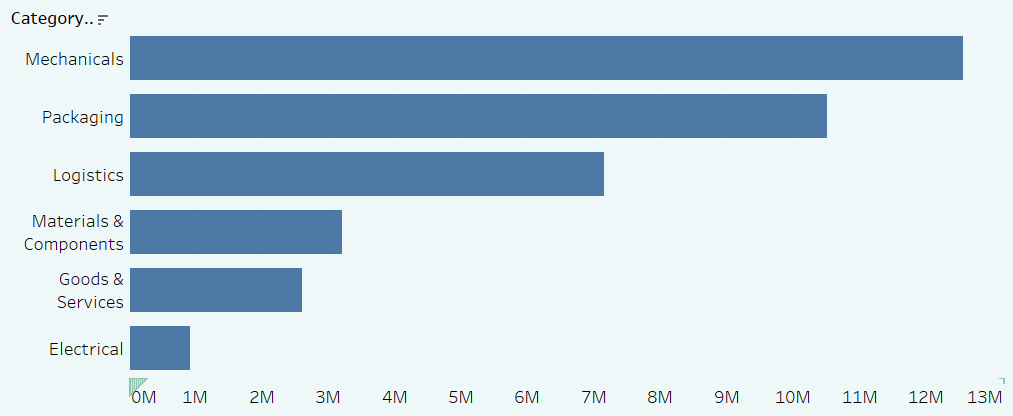 Category..
Mechanicals
Packaging
Logistics
Materials &
Components
Goods &
Services
Electrical
0M 1M 2M 3M 4M 5M 6M 7M 8M 9M 10M 11M 12M 13M